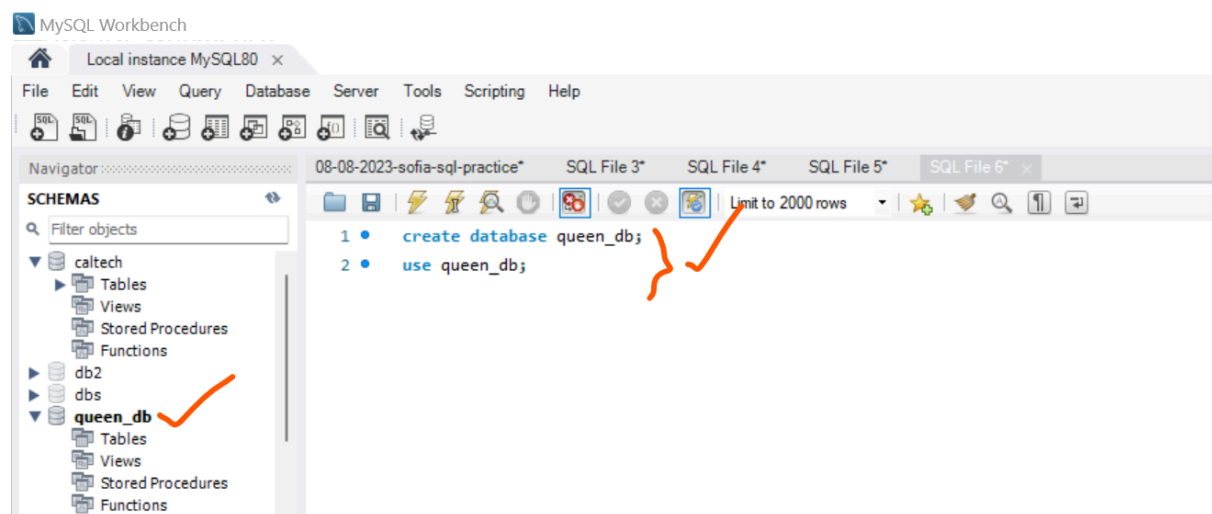 MySQL Workbench
Local instance MySQL80 ×
File Edit View Query Database Server Tools Scripting Help
Navigator
08-08-2023-sofia-sql-practice* SQL File 3* SQL File 4* SQL File 5* SQL File 6* ×
SCHEMAS
Limit to 2000 rows
Filter objects
1 create database queen_db;
2 use queen_db;
caltech
Tables
Views
Stored Procedures
Functions
db2
dbs
queen_db
Tables
Views
Stored Procedures
Functions